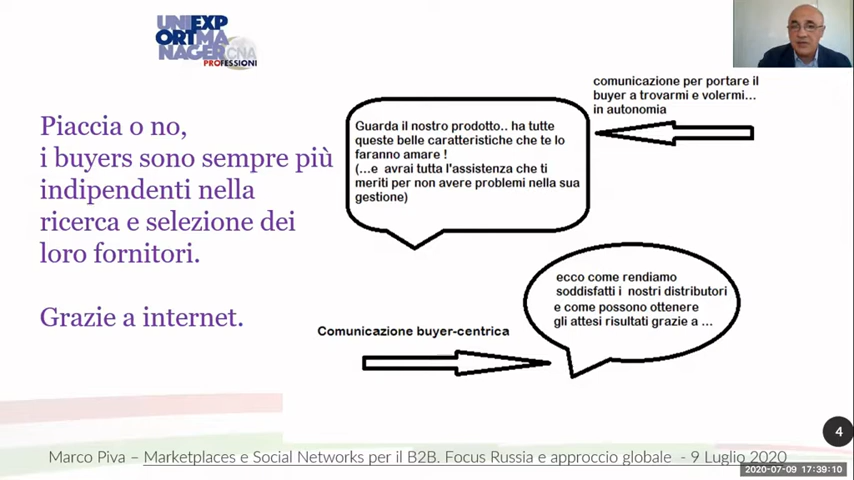 UNIEXP
ORTMA
NAGERCNA
PROFESSIONI
Piaccia o no,
i buyers sono sempre più
indipendenti nella
ricerca e selezione dei
loro fornitori.
Grazie a internet.
comunicazione per portare il
buyer a trovarmi e volermi...
in autonomia
Guarda il nostro prodotto.. ha tutte
queste belle caratteristiche che te lo
faranno amare !
(...e avrai tutta l'assistenza che ti
meriti per non avere problemi nella sua
gestione)
ecco come rendiamo
soddisfatti i nostri distributori
e come possono ottenere
gli attesi risultati grazie a ...
Comunicazione buyer-centrica
4
Marco Piva – Marketplaces e Social Networks per il B2B. Focus Russia e approccio globale - 9 Luglio 2020
2020-07-09 17:39:10